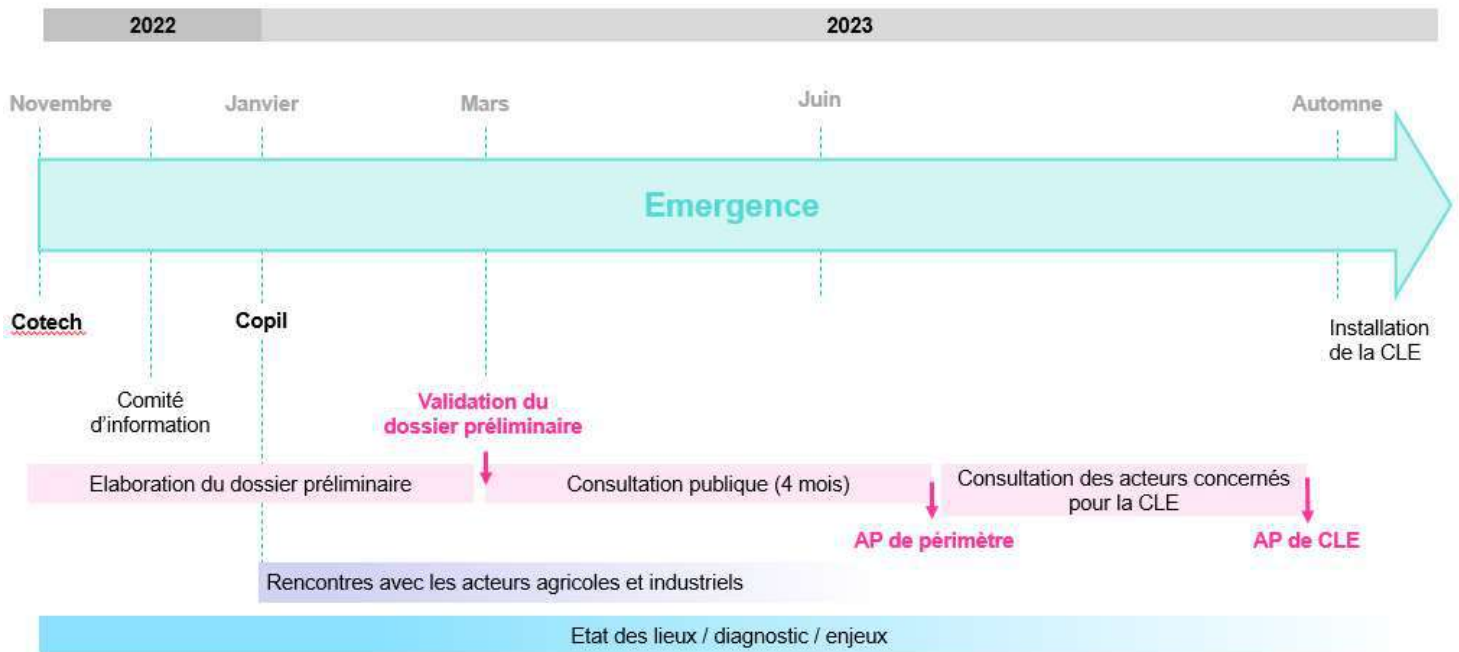 2022
2023
Novembre
Janvier
Mars
Juin
Automne
Emergence
Cotech
Copil
Installation
de la CLE
Comité
d'information
Validation du
dossier préliminaire
Elaboration du dossier préliminaire
Consultation publique (4 mois)
Consultation des acteurs concernés
pour la CLE
AP de périmètre
AP de CLE
Rencontres avec les acteurs agricoles et industriels
Etat des lieux / diagnostic / enjeux